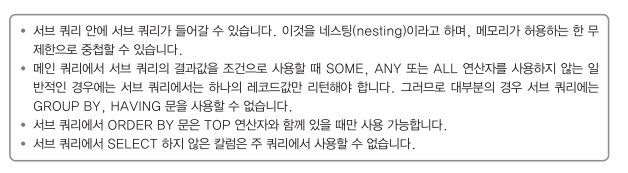 • 서브 쿼리 안에 서브 쿼리가 들어갈 수 있습니다. 이것을 네스팅(nesting)이라고 하며, 메모리가 허용하는 한 무
제한으로 중첩할 수 있습니다.
• 메인 쿼리에서 서브 쿼리의 결과값을 조건으로 사용할 때 SOME, ANY 또는 ALL 연산자를 사용하지 않는 일
반적인 경우에는 서브 쿼리에서는 하나의 레코드값만 리턴해야 합니다. 그러므로 대부분의 경우 서브 쿼리에는
GROUP BY, HAVING 문을 사용할 수 없습니다.
• 서브 쿼리에서 ORDER BY 문은 TOP 연산자와 함께 있을 때만 사용 가능합니다.
• 서브 쿼리에서 SELECT 하지 않은 칼럼은 주 쿼리에서 사용할 수 없습니다.